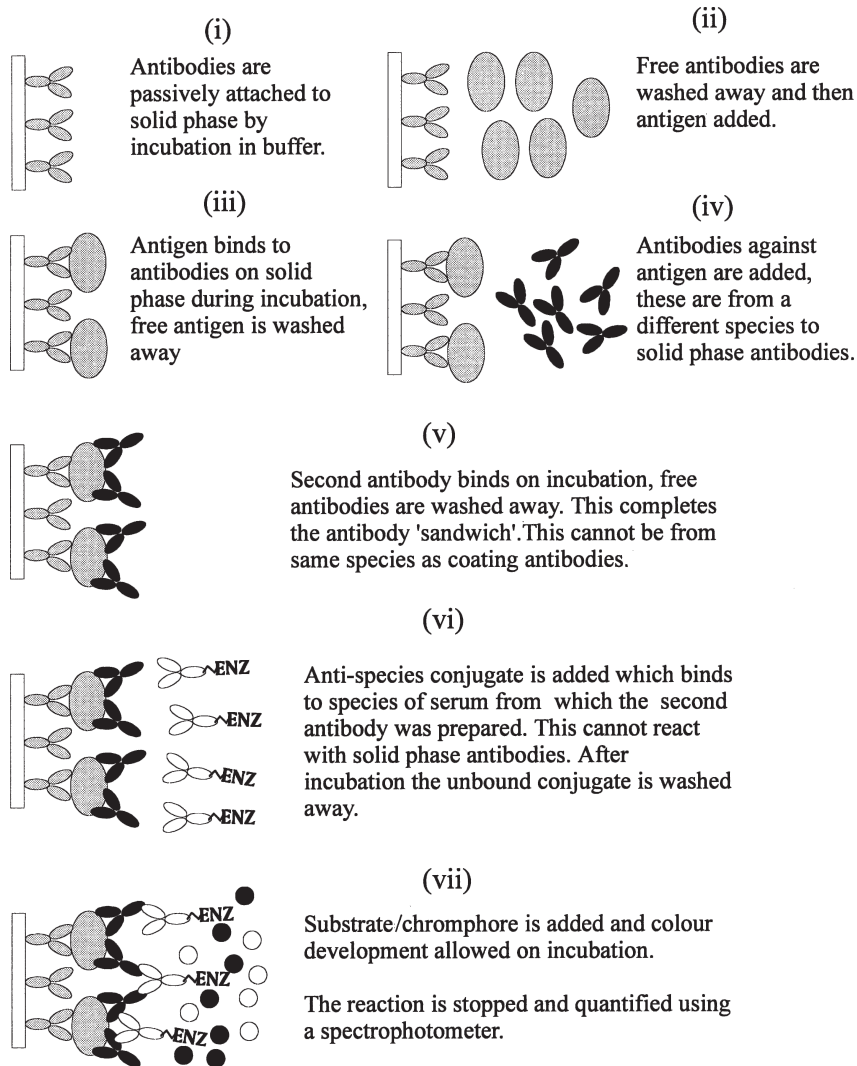 (i)
Antibodies are
passively attached to
solid phase by
incubation in buffer.
(ii)
Free antibodies are
washed away and then
antigen added.
(iii)
Antigen binds to
antibodies on solid
phase during incubation,
free antigen is washed
away
(iv)
Antibodies against
antigen are added,
these are from a
different species to
solid phase antibodies.
(v)
Second antibody binds on incubation, free
antibodies are washed away. This completes
the antibody 'sandwich'.This cannot be from
same species as coating antibodies.
(vi)
ENZ
ENZ
ENZ
ENZ
Anti-species conjugate is added which binds
to species of serum from which the second
antibody was prepared. This cannot react
with solid phase antibodies. After
incubation the unbound conjugate is washed
away.
(vii)
ENZ
ENZ
ENZ
Substrate/chromphore is added and colour
development allowed on incubation.
The reaction is stopped and quantified using
a spectrophotometer.